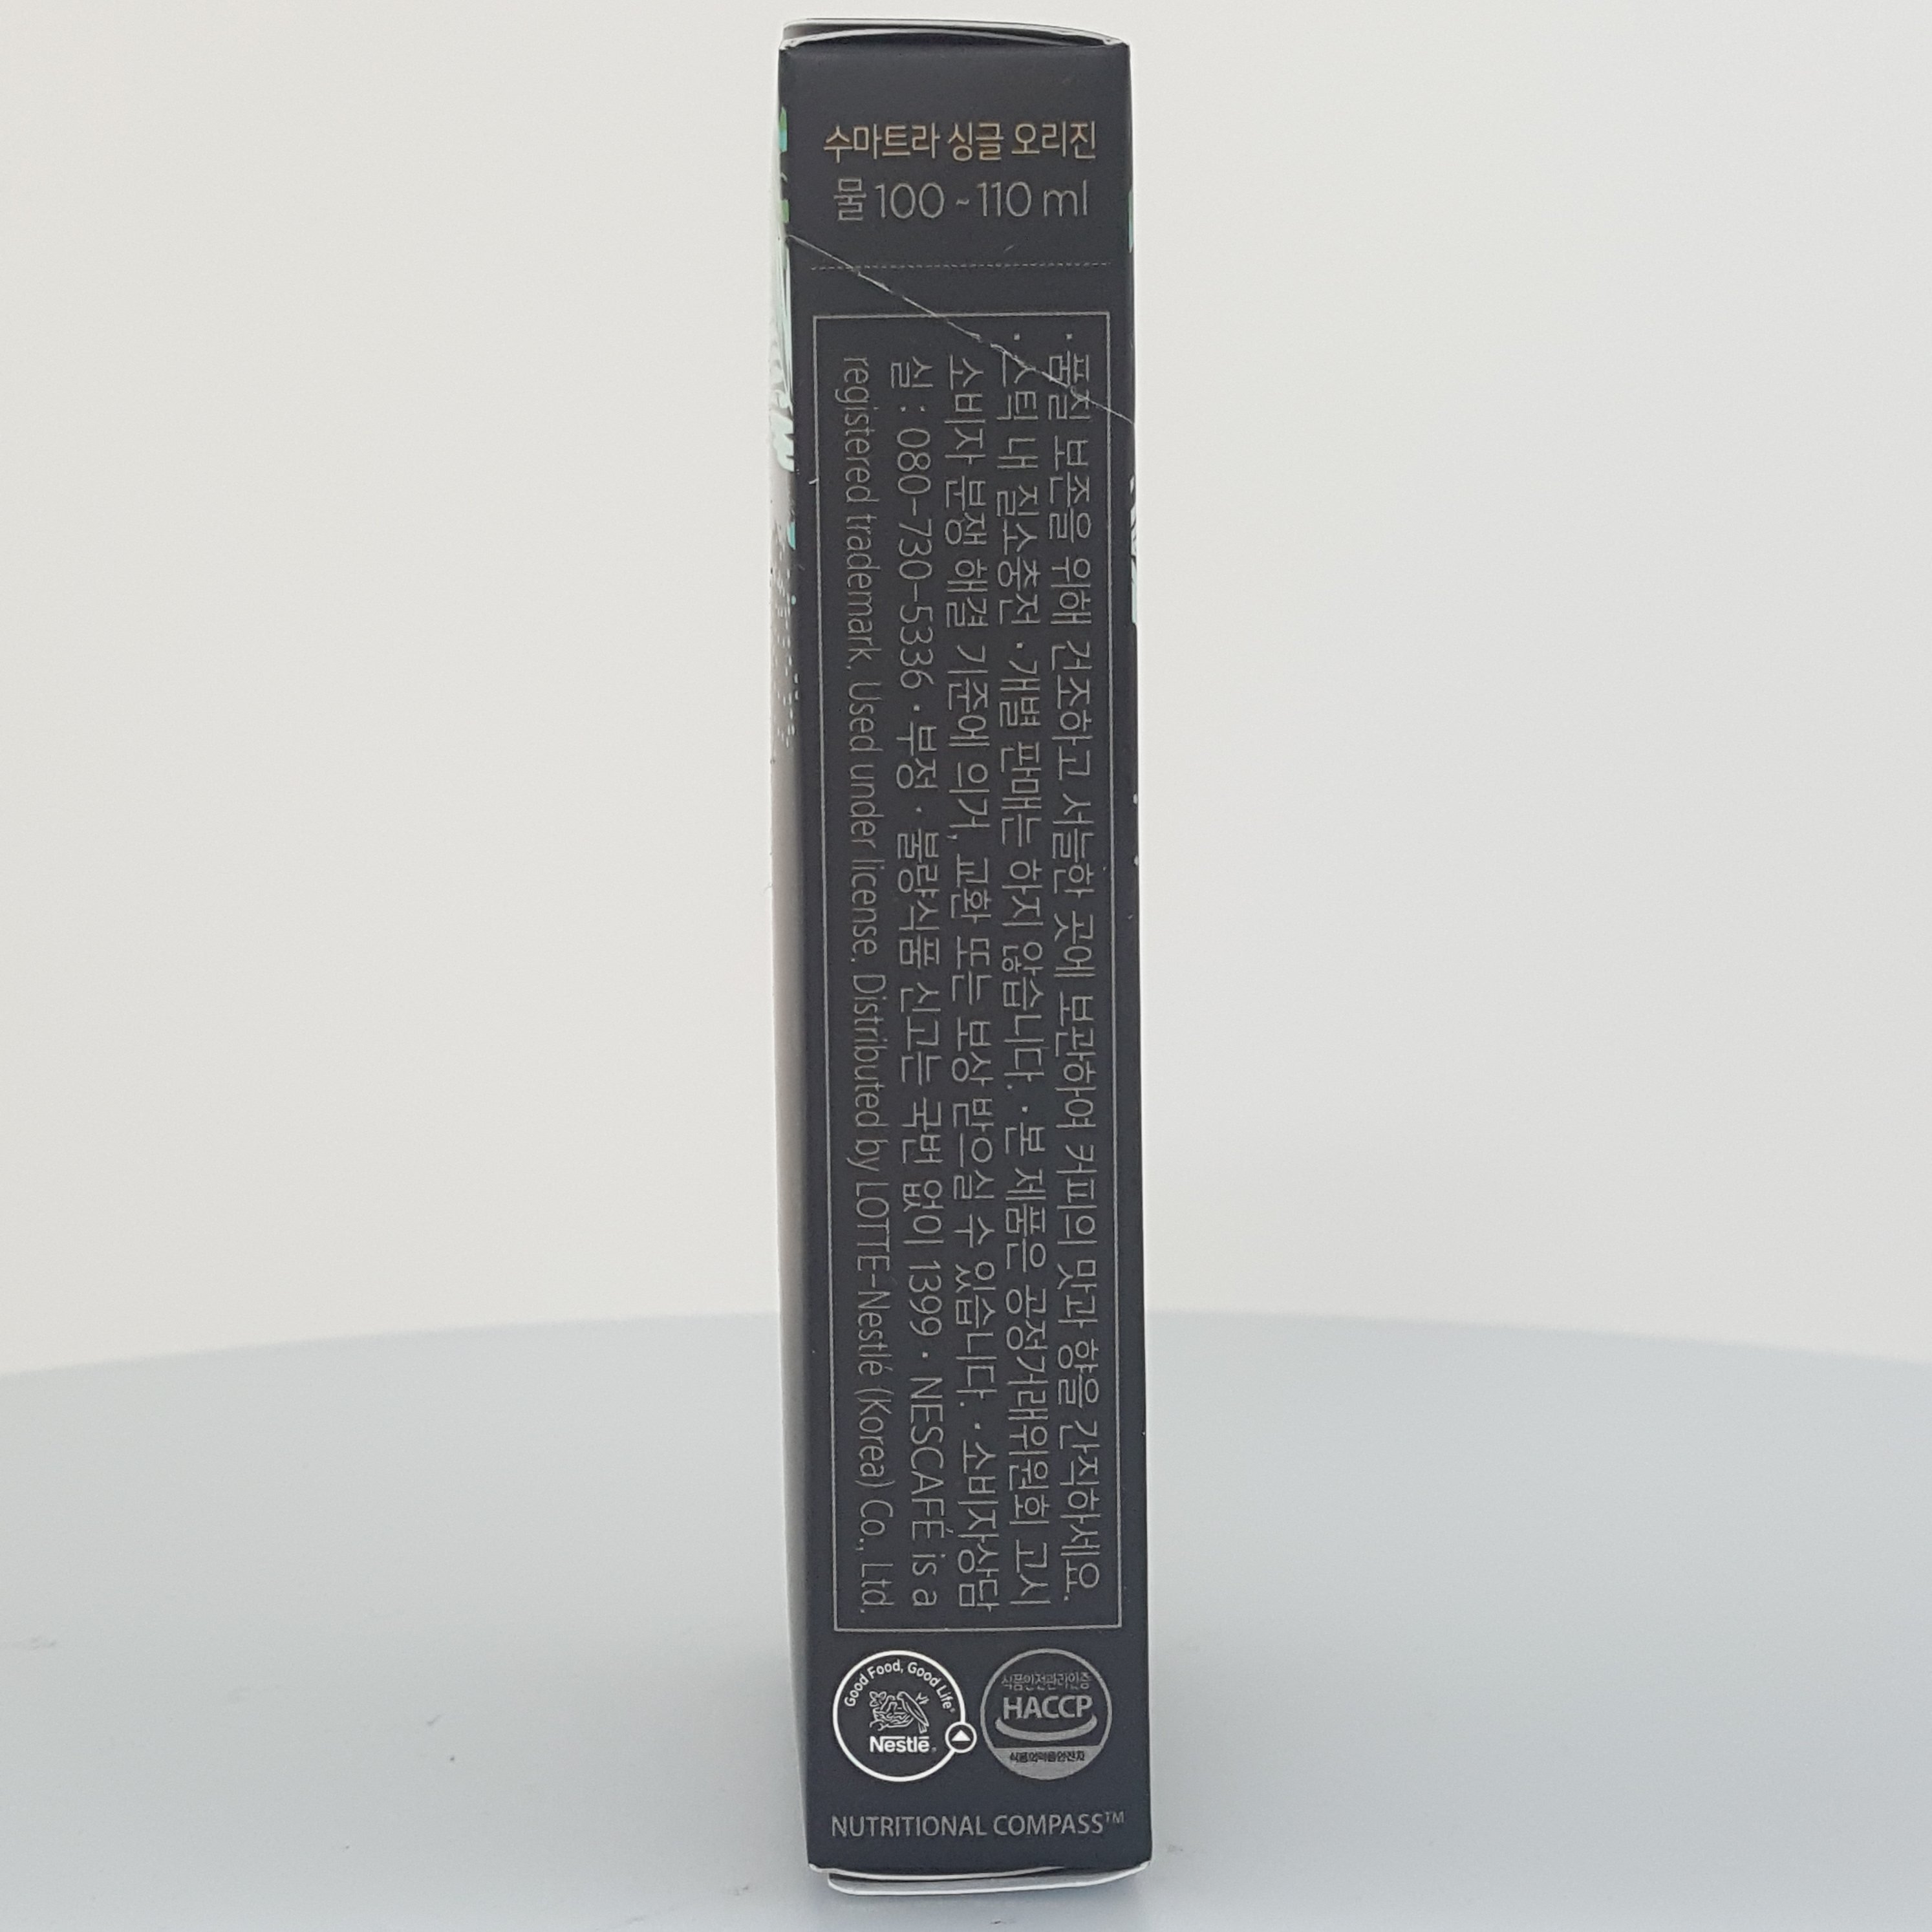 수마트라 싱글 오리진
물 100 ~ 110 ml
· 품질 보존을 위해 건조하고 서늘한 곳에 보관하여 커피의 맛과 향을 간직하세요.
· 스틱 내 질소충전 · 개별 판매는 하지 않습니다. · 본 제품은 공정거래위원회 고시
소비자 분쟁 해결 기준에 의거, 교환 또는 보상 받으실 수 있습니다. · 소비자상담
실 : 080-730-5336 · 부정 · 불량식품 신고는 국번 없이 1399 · NESCAFÉ is a
registered trademark. Used under license. Distributed by LOTTE-Nestlé (Korea) Co., Ltd.
Good Food, Good Life
Nestlé
식품안전관리인증
HACCP
식품의약품안전처
NUTRITIONAL COMPASS™